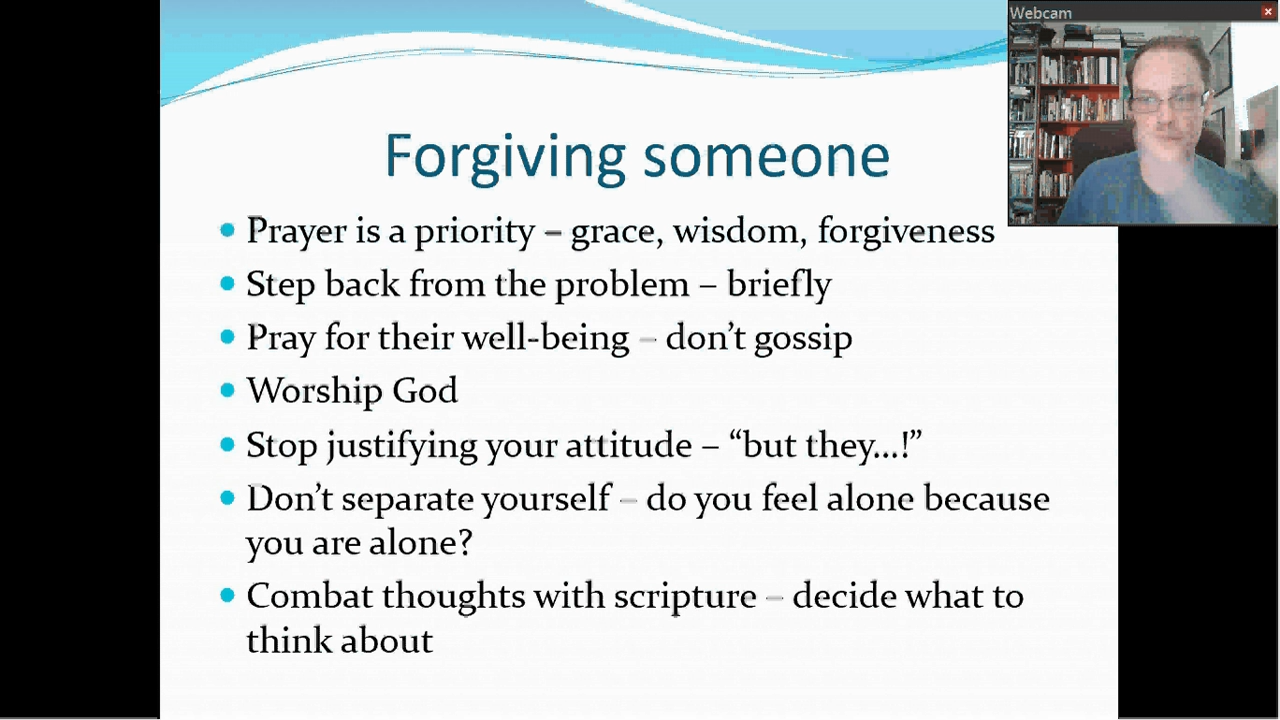 Webcam
Forgiving someone
• Prayer is a priority – grace, wisdom, forgiveness
• Step back from the problem – briefly
• Pray for their well-being – don’t gossip
• Worship God
• Stop justifying your attitude – “but they...!”
• Don’t separate yourself – do you feel alone because
you are alone?
• Combat thoughts with scripture – decide what to
think about